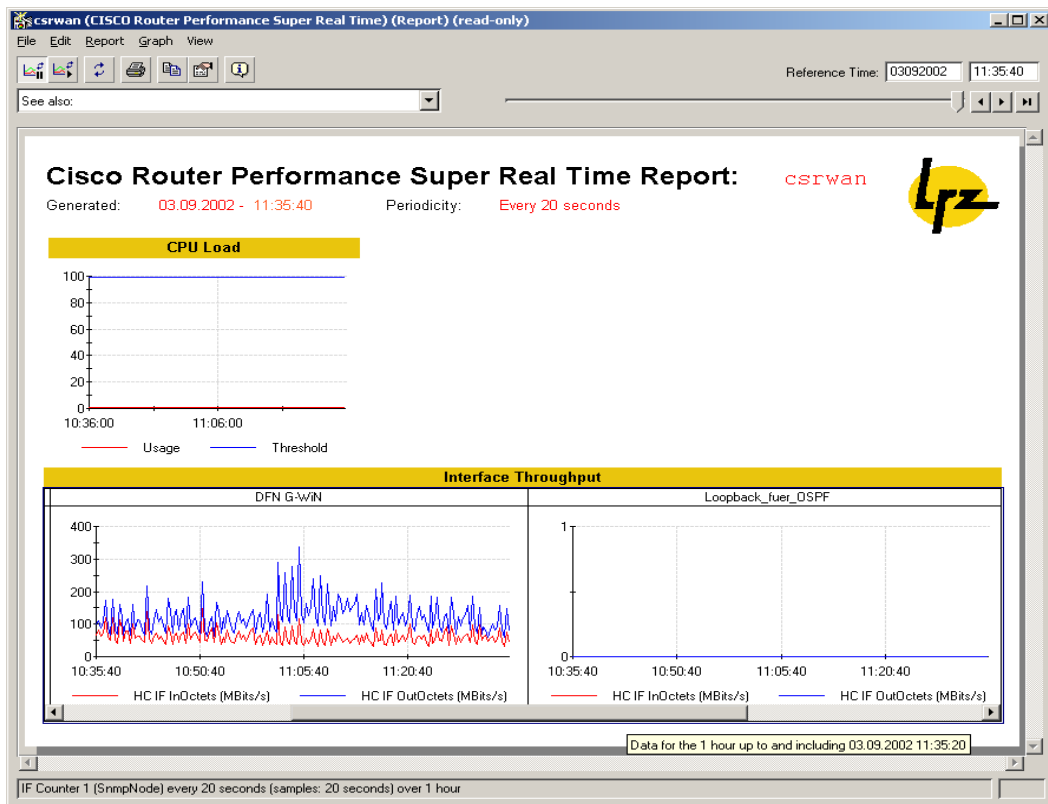 csrwan (CISCO Router Performance Super Real Time) (Report) (read-only)
File Edit Report Graph View
Reference Time: 03092002 11:35:40
See also:
Cisco Router Performance Super Real Time Report: csrwan
Lrz
Generated: 03.09.2002 - 11:35:40 Periodicity: Every 20 seconds
CPU Load
100
80
60
40
20
0
10:36:00 11:06:00
Usage Threshold
Interface Throughput
DFN G-WiN Loopback_fuer_OSPF
400 1
300
200
100
0 0
10:35:40 10:50:40 11:05:40 11:20:40 10:35:40 10:50:40 11:05:40 11:20:40
HC IF InOctets (MBits/s) HC IF OutOctets (MBits/s) HC IF InOctets (MBits/s) HC IF OutOctets (MBits/s)
Data for the 1 hour up to and including 03.09.2002 11:35:20
IF Counter 1 (SnmpNode) every 20 seconds (samples: 20 seconds) over 1 hour